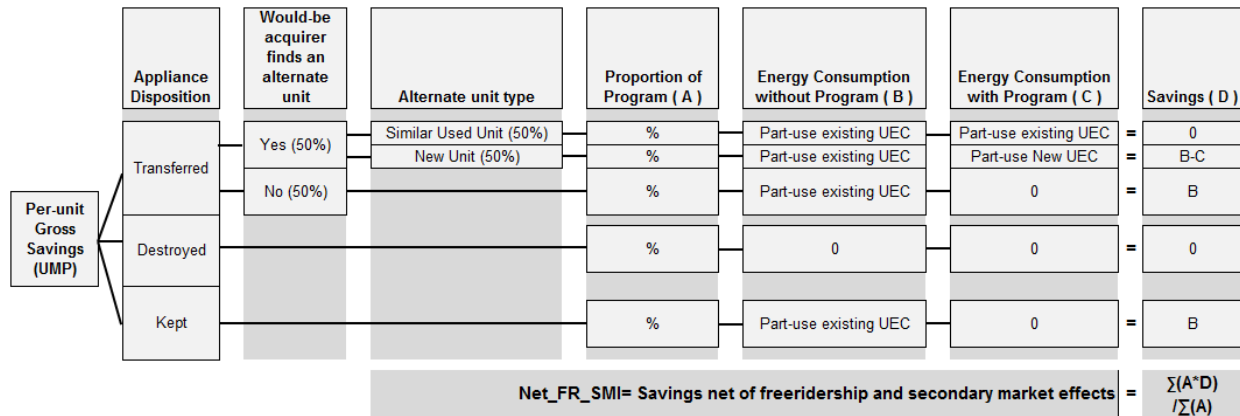 Would-be
acquirer
finds an
alternate
unit
Appliance
Disposition
Alternate unit type
Proportion of
Program ( A )
Energy Consumption
without Program ( B )
Energy Consumption
with Program ( C )
Savings ( D )
Per-unit
Gross
Savings
(UMP)
Transferred
Yes (50%)
Similar Used Unit (50%)
%
Part-use existing UEC
Part-use existing UEC
=
0
New Unit (50%)
%
Part-use existing UEC
Part-use New UEC
=
B-C
No (50%)
%
Part-use existing UEC
0
=
B
Destroyed
%
0
0
=
0
Kept
%
Part-use existing UEC
0
=
B
Net_FR_SMI= Savings net of freeridership and secondary market effects
=
∑(A*D)
/∑(A)